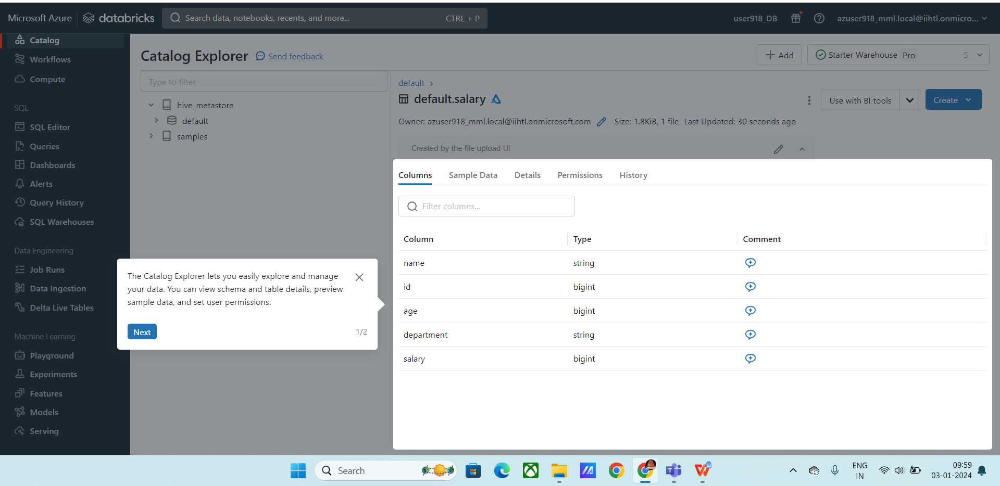 Microsoft Azure databricks Search data, notebooks, recents, and more... CTRL + P user918_DB azuser918_mml.local@iihtl.onmicro...
Catalog
Workflows
Compute
SQL
SQL Editor
Queries
Dashboards
Alerts
Query History
SQL Warehouses
Data Engineering
Job Runs
Data Ingestion
Delta Live Tables
Machine Learning
Playground
Experiments
Features
Models
Serving
Catalog Explorer Send feedback
Add Starter Warehouse Pro S
Type to filter
hive_metastore
default
samples
default
default.salary
Use with BI tools Create
Owner: azuser918_mml.local@iihtl.onmicrosoft.com Size: 1.8KiB, 1 file Last Updated: 30 seconds ago
Created by the file upload UI
Columns Sample Data Details Permissions History
Filter columns...
Column Type Comment
name string
id bigint
age bigint
department string
salary bigint
The Catalog Explorer lets you easily explore and manage
your data. You can view schema and table details, preview
sample data, and set user permissions.
Next 1/2
Search
ENG
IN
09:59
03-01-2024